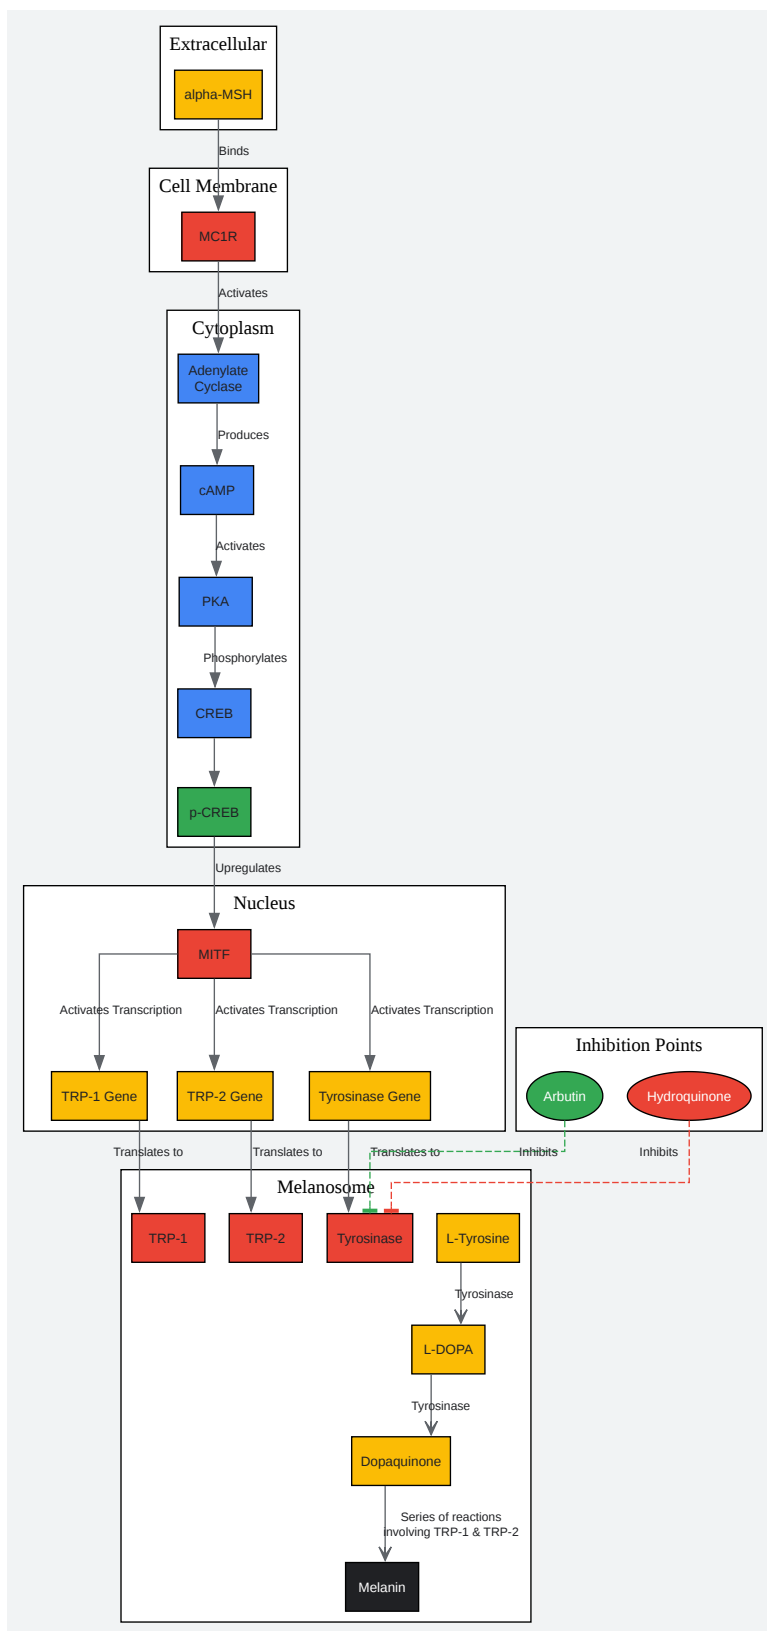 Extracellular
alpha-MSH
Binds
Cell Membrane
MC1R
Activates
Cytoplasm
Adenylate
Cyclase
Produces
cAMP
Activates
PKA
Phosphorylates
CREB
p-CREB
Upregulates
Nucleus
MITF
Activates Transcription
Activates Transcription
Activates Transcription
TRP-1 Gene
TRP-2 Gene
Tyrosinase Gene
Inhibition Points
Arbutin
Hydroquinone
Translates to
Translates to
Translates to
Inhibits
Inhibits
Melanosome
TRP-1
TRP-2
Tyrosinase
L-Tyrosine
Tyrosinase
L-DOPA
Tyrosinase
Dopaquinone
Series of reactions
involving TRP-1 & TRP-2
Melanin